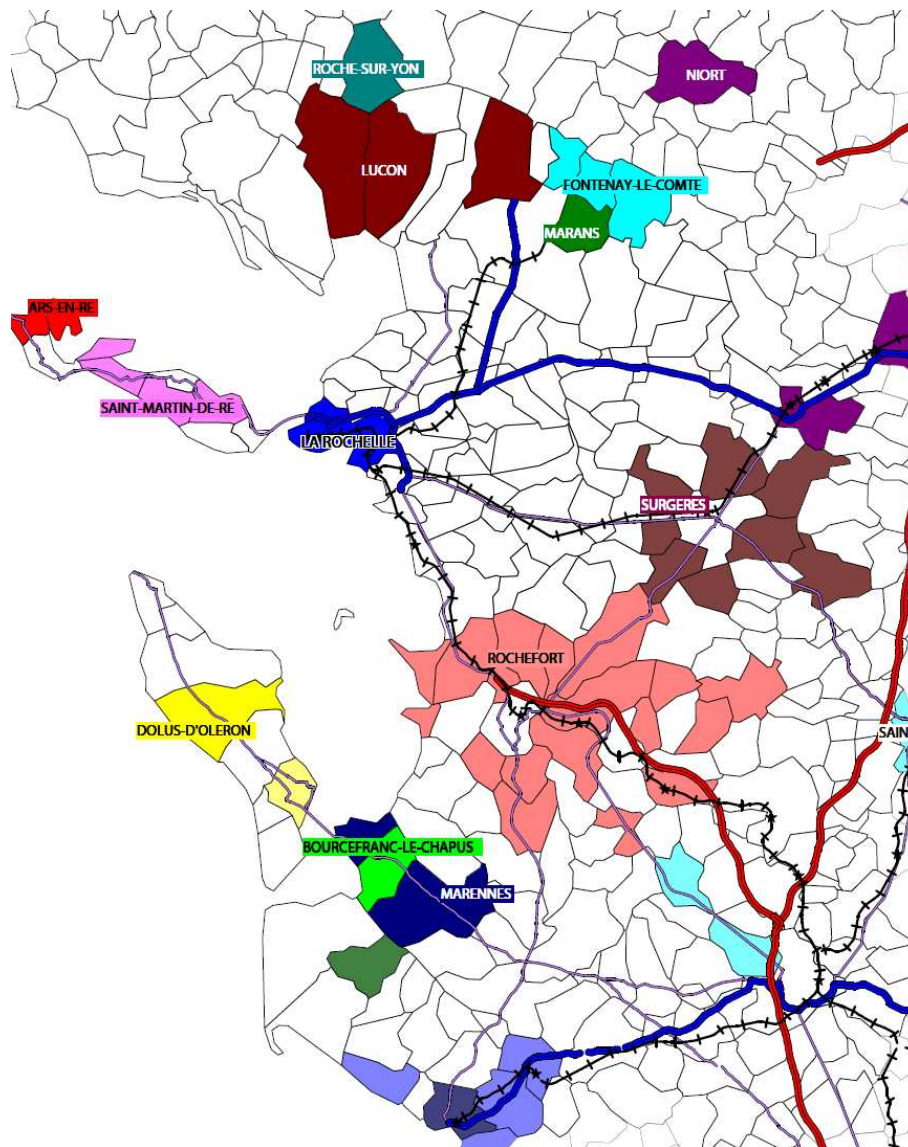 ROCHE-SUR-YON
NIORT
LUCON
FONTENAY-LE-COMTE
MARANS
ARS-EN-RE
SAINT-MARTIN-DE-RE
LA ROCHELLE
SURGERES
ROCHEFORT
DOLUS-D'OLERON
SAIN
BOURCEFRANC-LE-CHAPUS
MARENNES